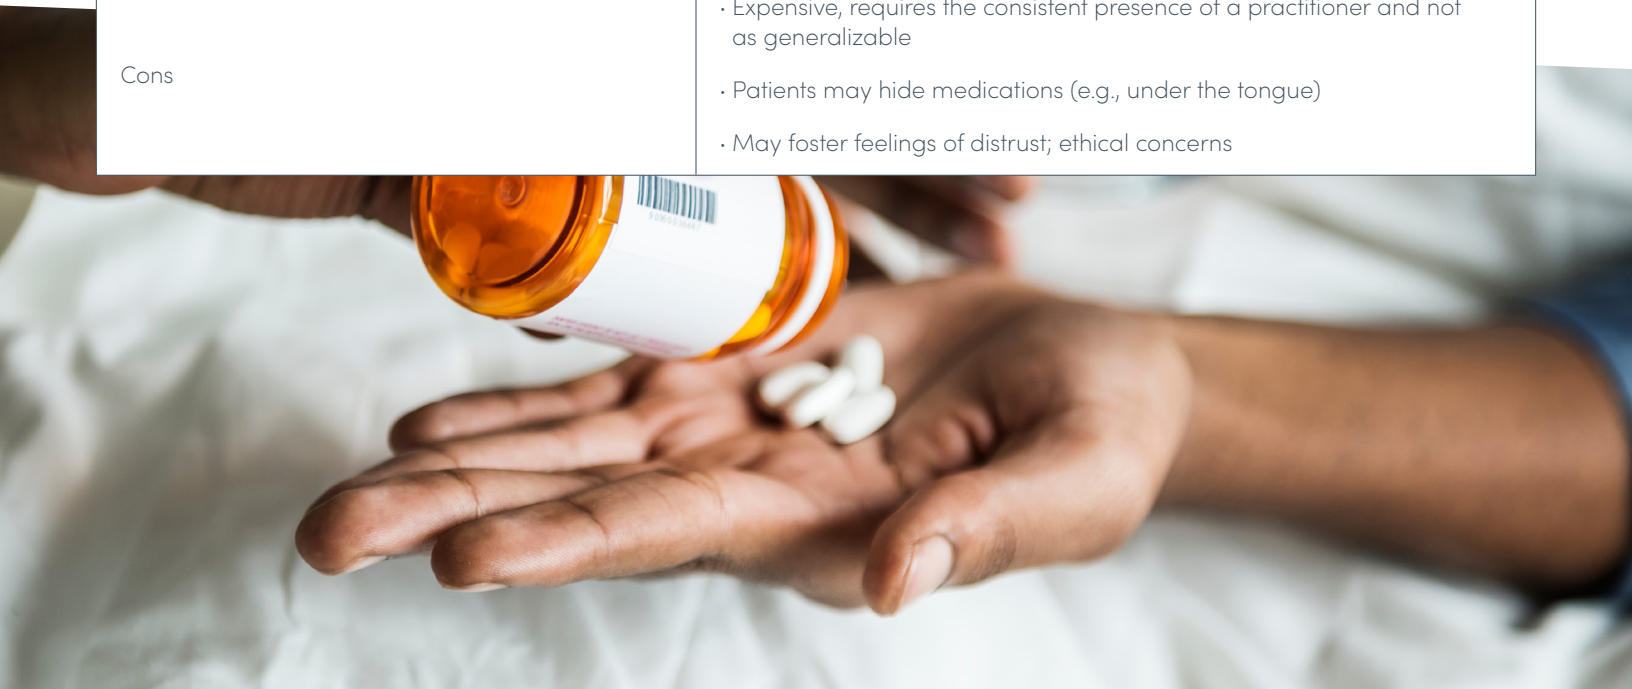 · Expensive, requires the consistent presence of a practitioner and not
as generalizable
Cons
· Patients may hide medications (e.g., under the tongue)
· May foster feelings of distrust; ethical concerns